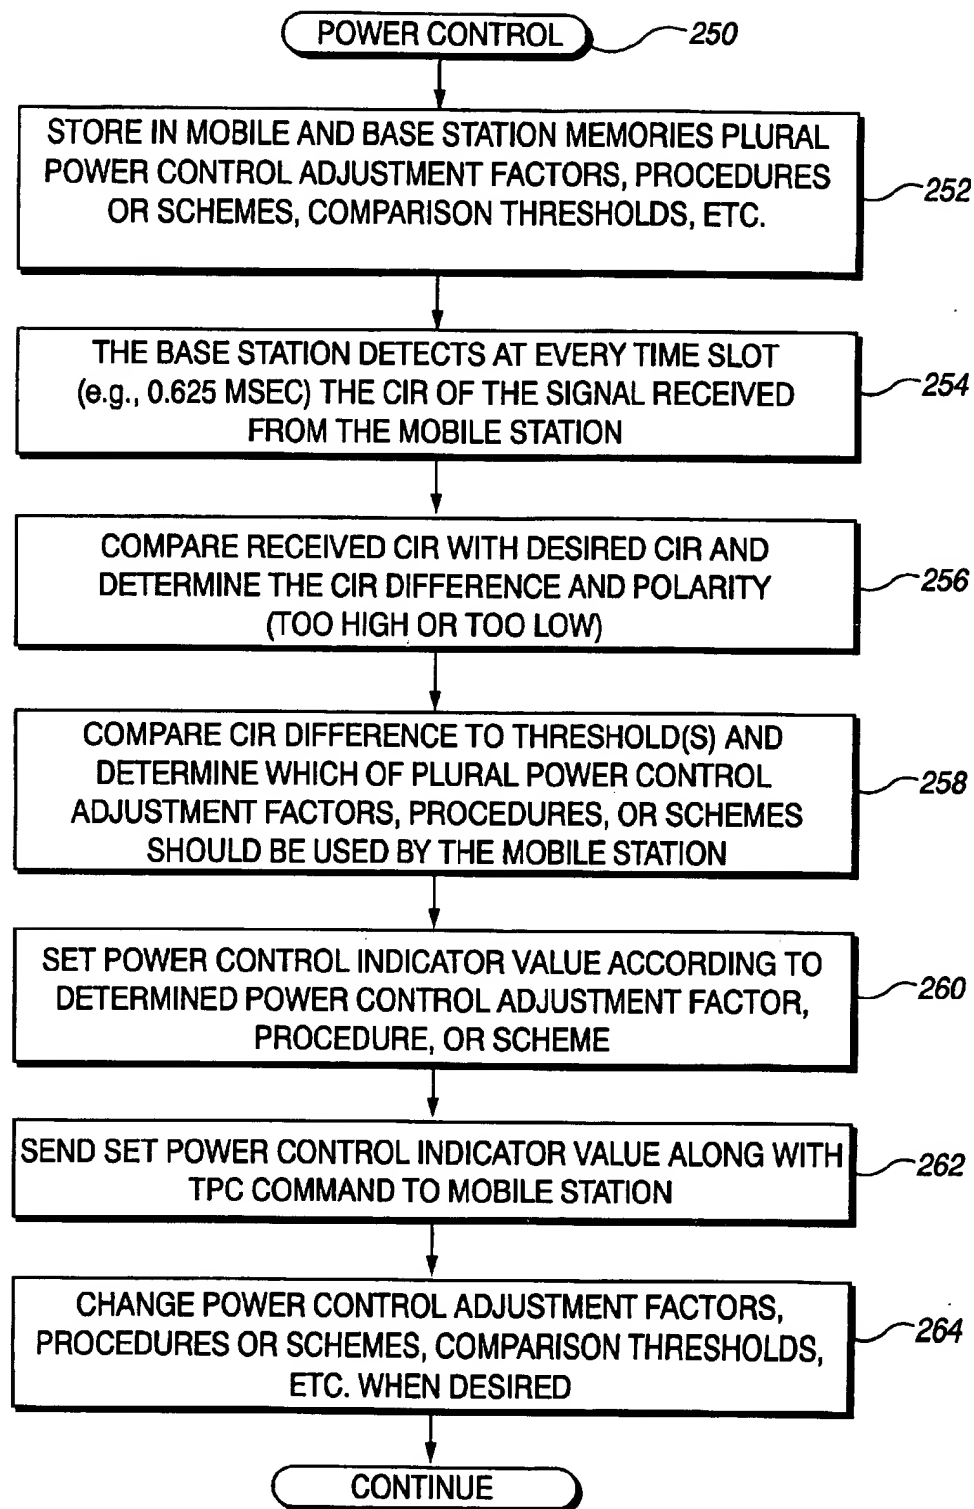 POWER CONTROL 250
STORE IN MOBILE AND BASE STATION MEMORIES PLURAL
POWER CONTROL ADJUSTMENT FACTORS, PROCEDURES
OR SCHEMES, COMPARISON THRESHOLDS, ETC.
252
THE BASE STATION DETECTS AT EVERY TIME SLOT
(e.g., 0.625 MSEC) THE CIR OF THE SIGNAL RECEIVED
FROM THE MOBILE STATION
254
COMPARE RECEIVED CIR WITH DESIRED CIR AND
DETERMINE THE CIR DIFFERENCE AND POLARITY
(TOO HIGH OR TOO LOW)
256
COMPARE CIR DIFFERENCE TO THRESHOLD(S) AND
DETERMINE WHICH OF PLURAL POWER CONTROL
ADJUSTMENT FACTORS, PROCEDURES, OR SCHEMES
SHOULD BE USED BY THE MOBILE STATION
258
SET POWER CONTROL INDICATOR VALUE ACCORDING TO
DETERMINED POWER CONTROL ADJUSTMENT FACTOR,
PROCEDURE, OR SCHEME
260
SEND SET POWER CONTROL INDICATOR VALUE ALONG WITH
TPC COMMAND TO MOBILE STATION
262
CHANGE POWER CONTROL ADJUSTMENT FACTORS,
PROCEDURES OR SCHEMES, COMPARISON THRESHOLDS,
ETC. WHEN DESIRED
264
CONTINUE